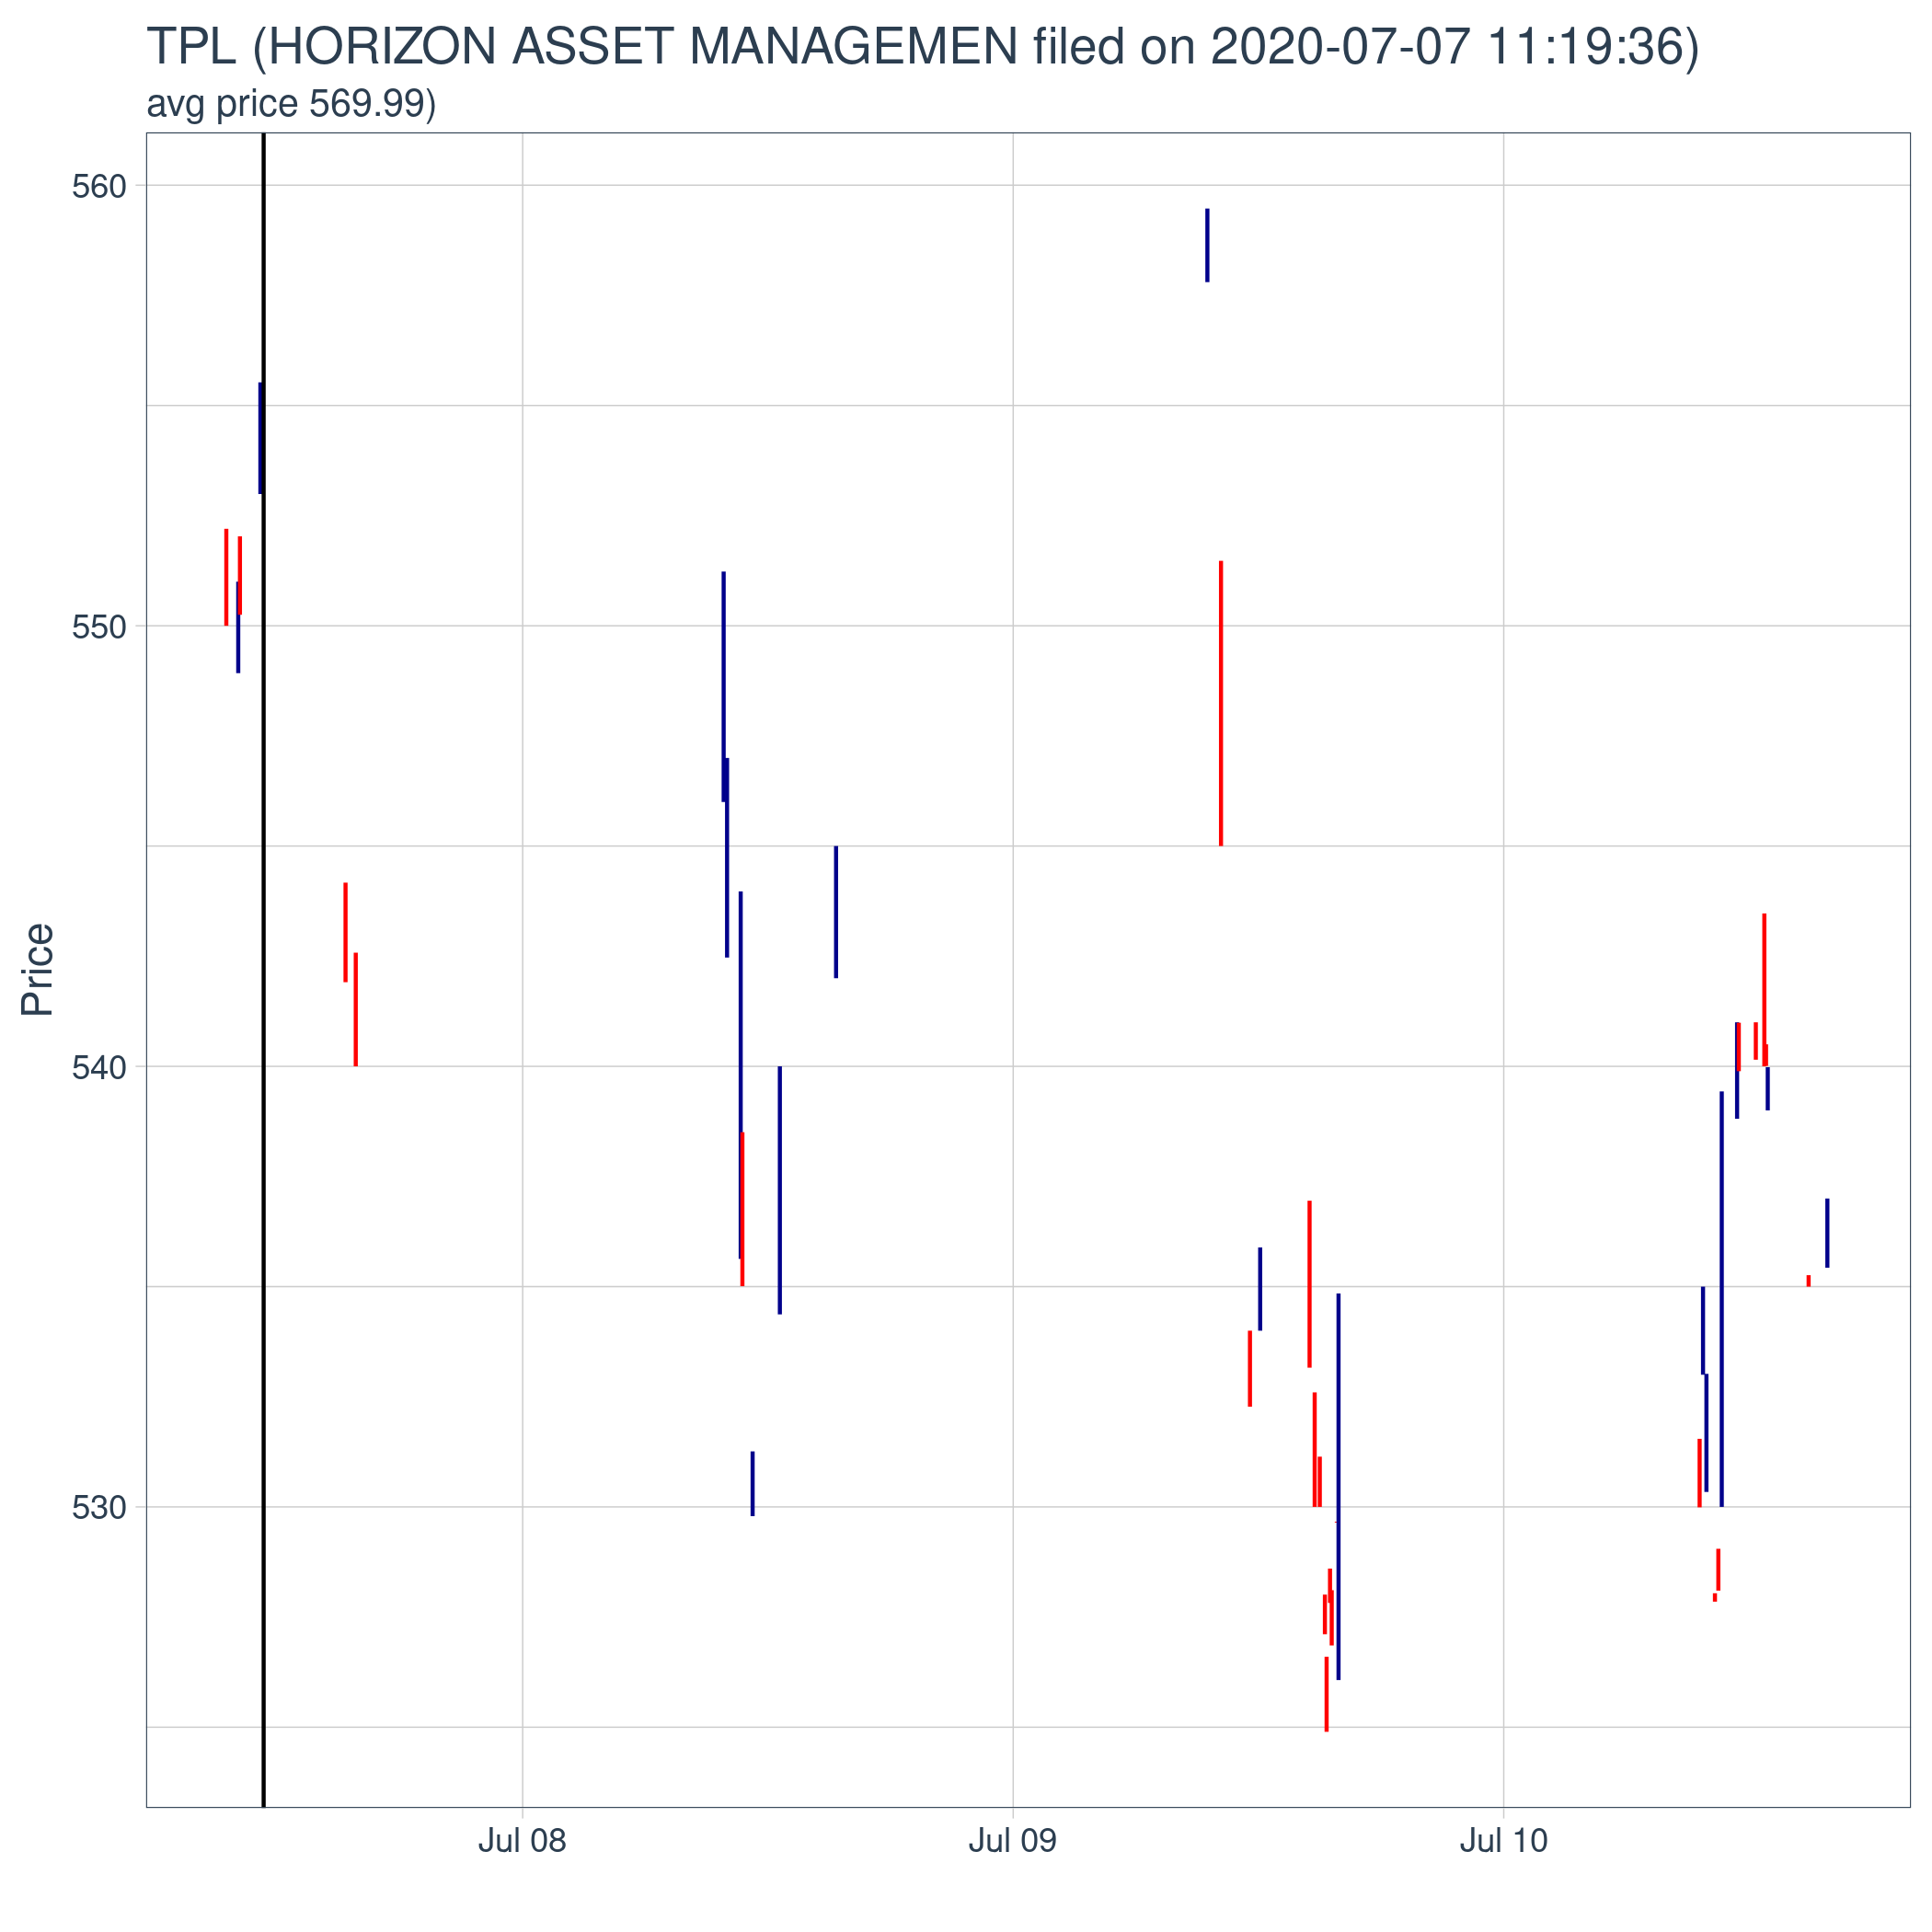 TPL (HORIZON ASSET MANAGEMEN filed on 2020-07-07 11:19:36)
avg price 569.99)
560
550
540
530
Price
Jul 08 Jul 09 Jul 10